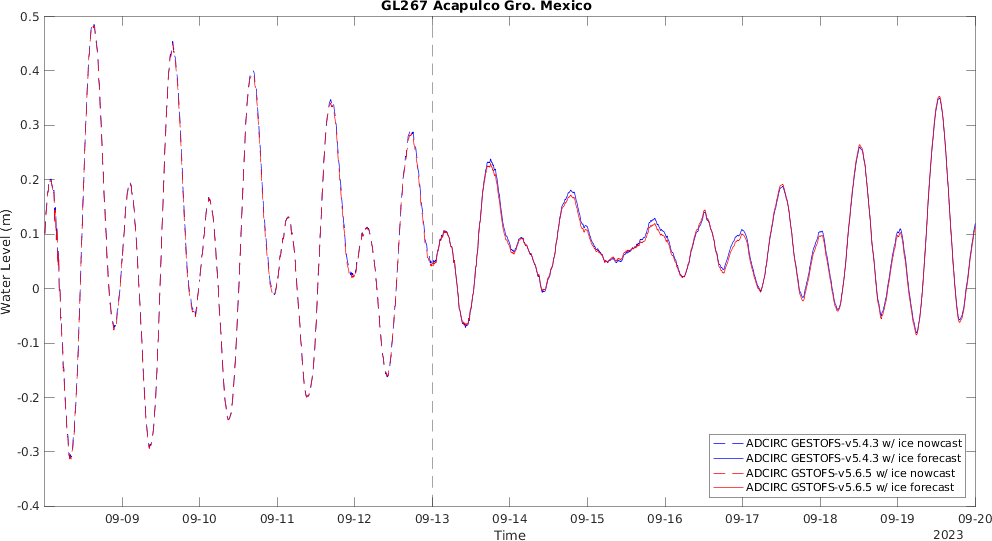 GL267 Acapulco Gro. Mexico
Water Level (m)
0.5
0.4
0.3
0.2
0.1
0
-0.1
-0.2
-0.3
-0.4
ADCIRC GESTOFS-v5.4.3 w/ ice nowcast
ADCIRC GESTOFS-v5.4.3 w/ ice forecast
ADCIRC GSTOFS-v5.6.5 w/ ice nowcast
ADCIRC GSTOFS-v5.6.5 w/ ice forecast
09-09 09-10 09-11 09-12 09-13 09-14 09-15 09-16 09-17 09-18 09-19 09-20
Time
2023